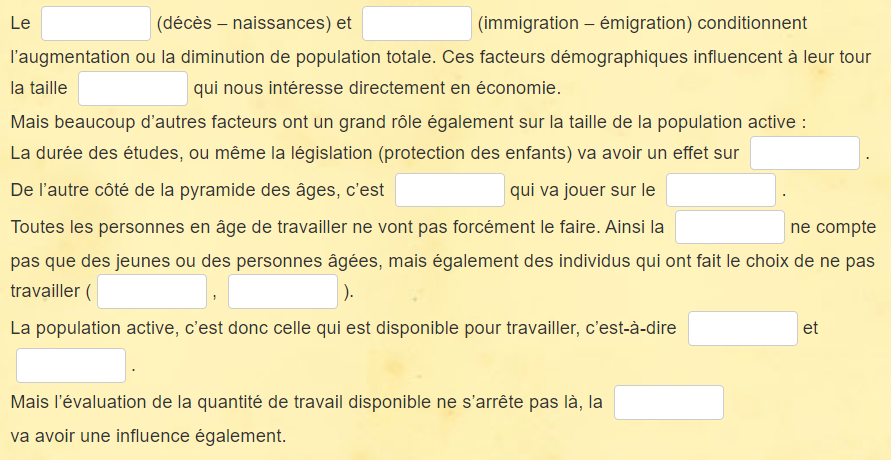 Le (décès – naissances) et (immigration – émigration) conditionnent
l’augmentation ou la diminution de population totale. Ces facteurs démographiques influencent à leur tour
la taille qui nous intéresse directement en économie.
Mais beaucoup d’autres facteurs ont un grand rôle également sur la taille de la population active :
La durée des études, ou même la législation (protection des enfants) va avoir un effet sur .
De l’autre côté de la pyramide des âges, c’est qui va jouer sur le .
Toutes les personnes en âge de travailler ne vont pas forcément le faire. Ainsi la ne compte
pas que des jeunes ou des personnes âgées, mais également des individus qui ont fait le choix de ne pas
travailler ( , ).
La population active, c’est donc celle qui est disponible pour travailler, c’est-à-dire et
.
Mais l’évaluation de la quantité de travail disponible ne s’arrête pas là, la
va avoir une influence également.